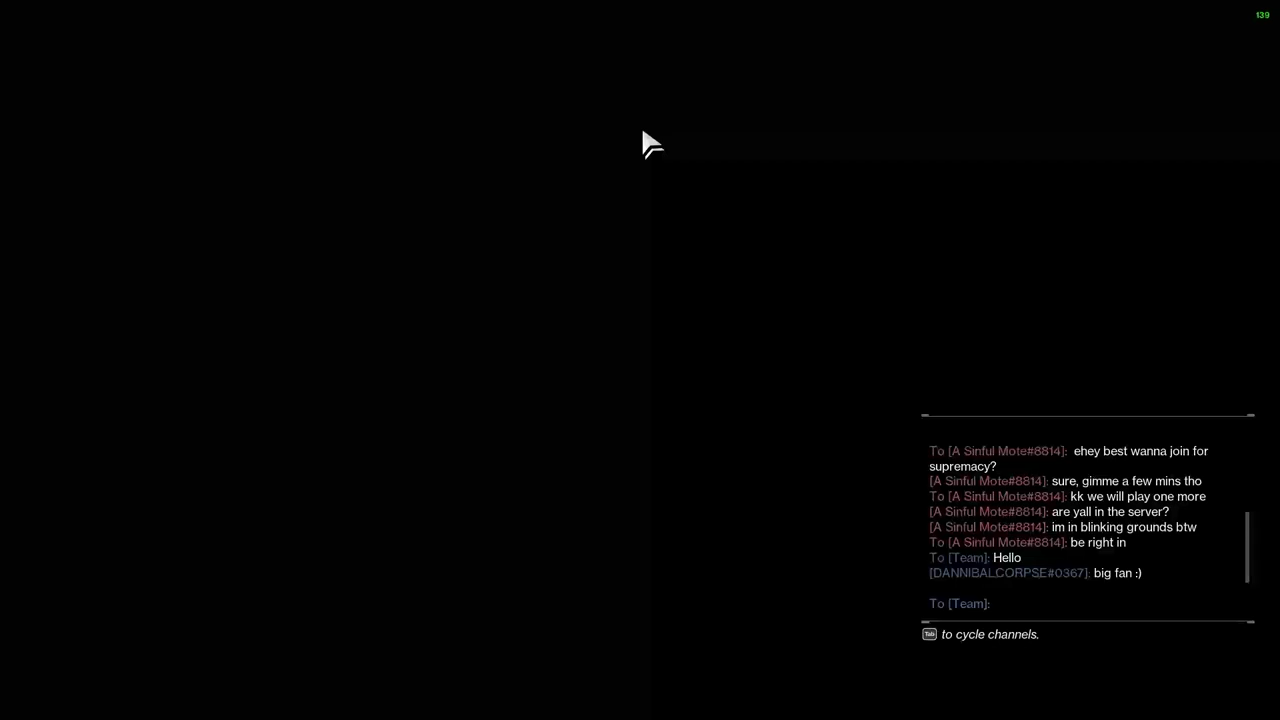 139
To [A Sinful Mote#8814]: ehey best wanna join for
supremacy?
[A Sinful Mote#8814]: sure, gimme a few mins tho
To [A Sinful Mote#8814]: kk we will play one more
[A Sinful Mote#8814]: are yall in the server?
[A Sinful Mote#8814]: im in blinking grounds btw
To [A Sinful Mote#8814]: be right in
To [Team]: Hello
[DANNIBALCORPSE#0367]: big fan :)
To [Team]:
Tab to cycle channels.